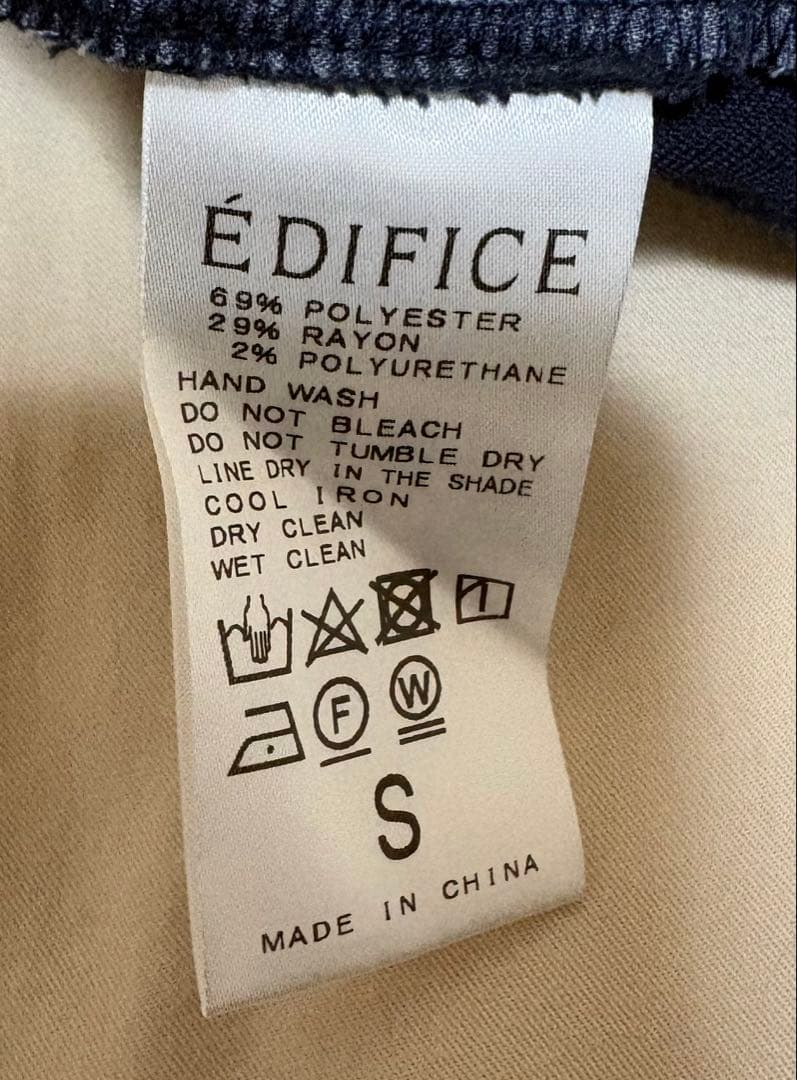 ÉDIFICE
69% POLYESTER
29% RAYON
2% POLYURETHANE
HAND WASH
DO NOT BLEACH
DO NOT TUMBLE DRY
LINE DRY IN THE SHADE
COOL IRON
DRY CLEAN
WET CLEAN
F W
S
MADE IN CHINA